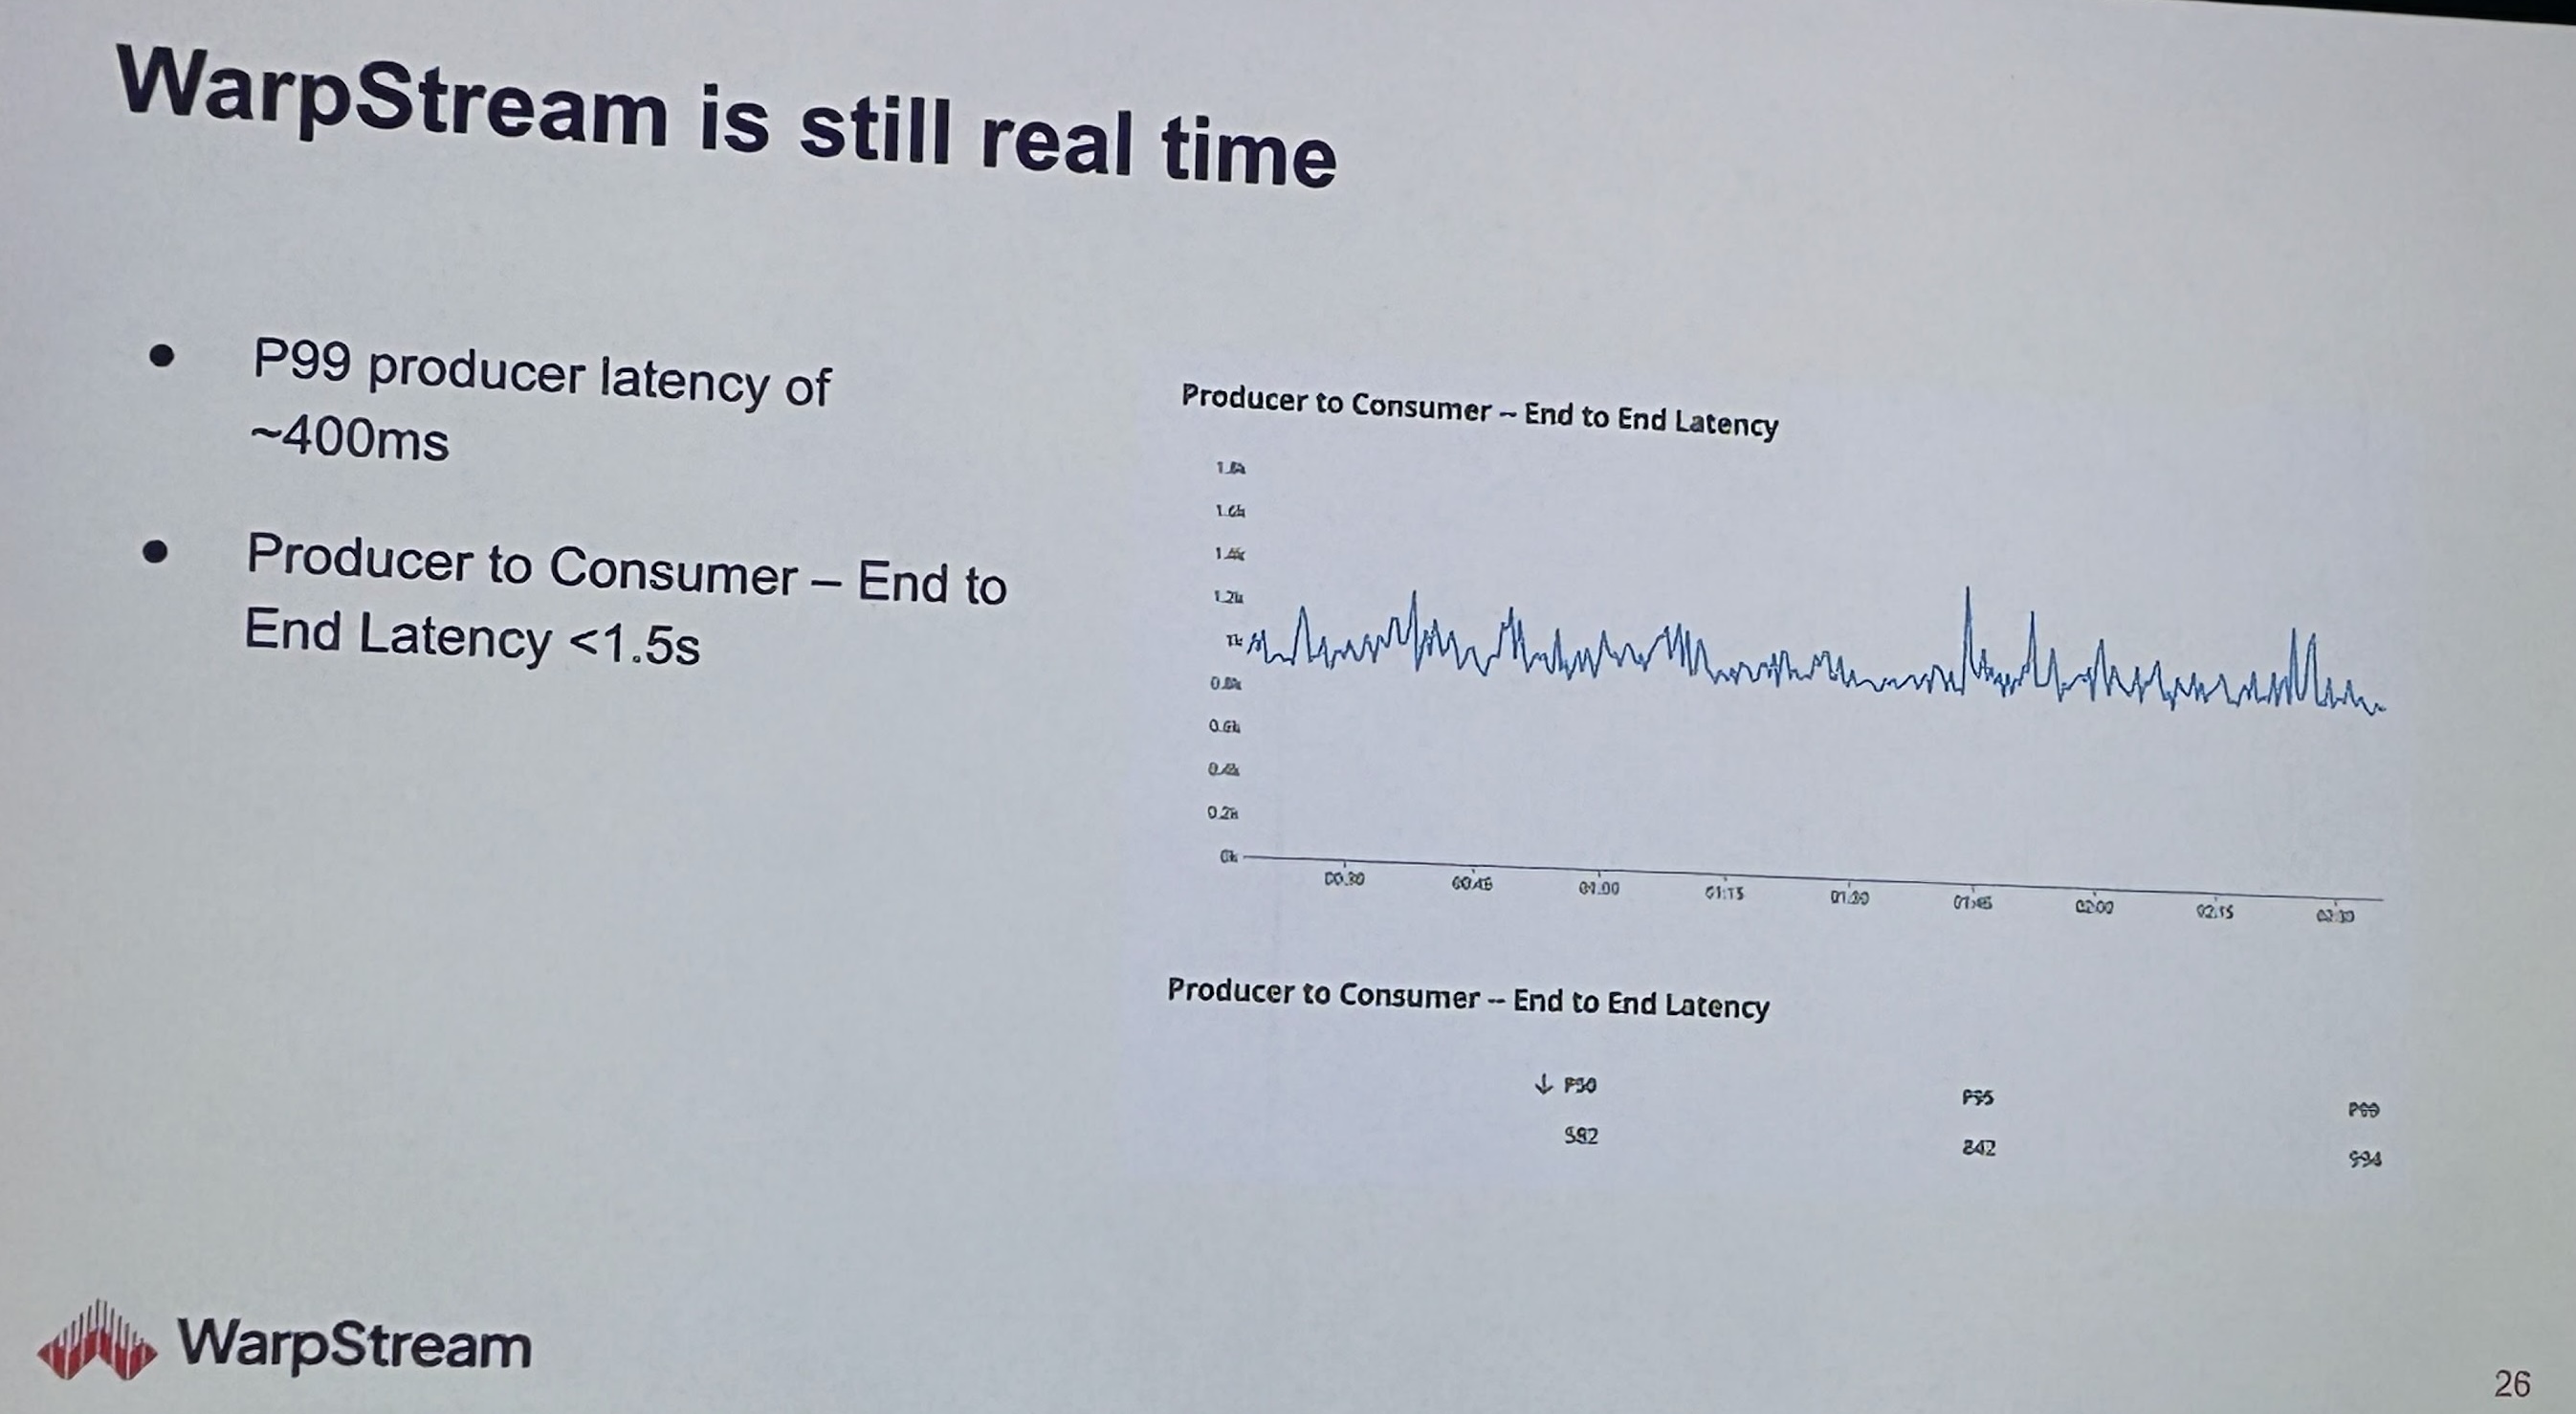 WarpStream is still real time
● P99 producer latency of
~400ms
● Producer to Consumer – End to
End Latency <1.5s
Producer to Consumer -- End to End Latency
1.8k
1.6k
1.4k
1.2k
1k
0.8k
0.6k
0.4k
0.2k
0k
00:30 00:45 01:00 01:15 01:30 01:45 02:00 02:15 02:30
Producer to Consumer -- End to End Latency
↓ P50 P95 P99
842
WarpStream
26